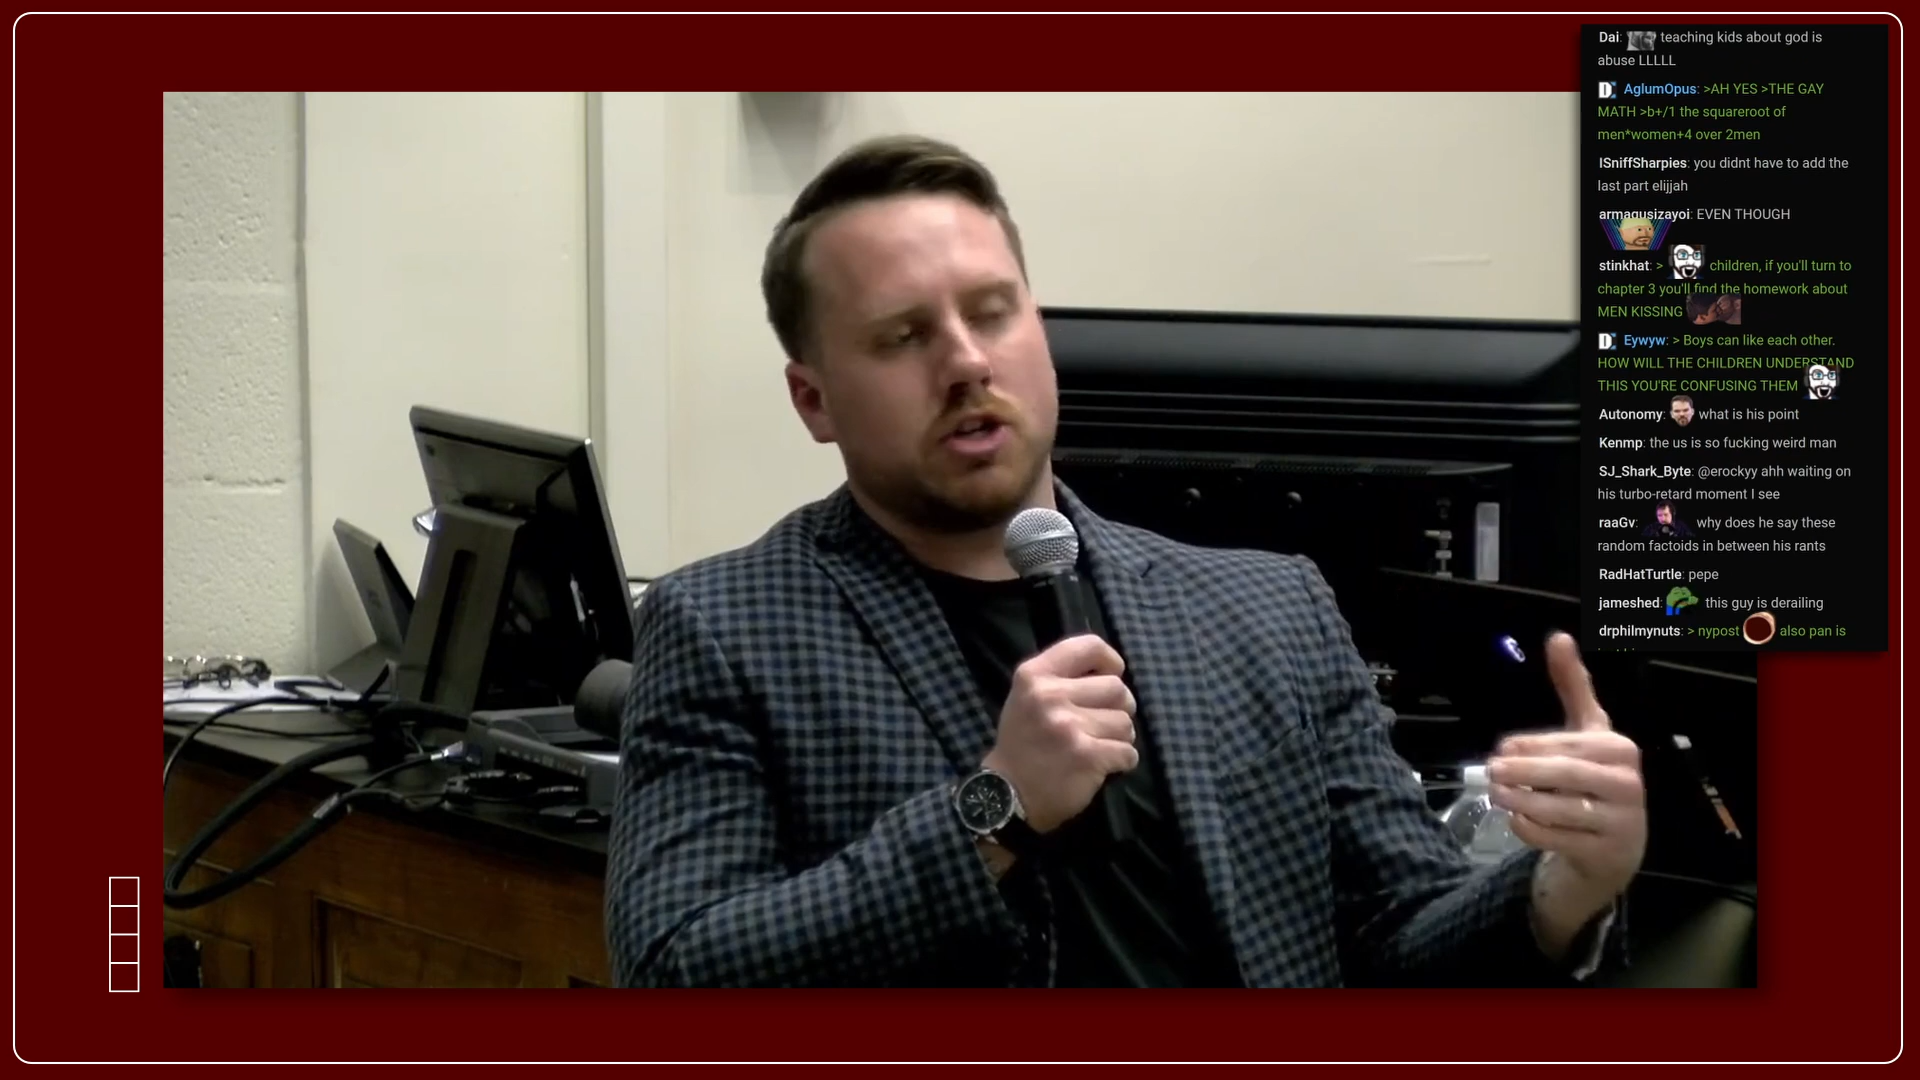 Dai: teaching kids about god is
abuse LLLLL
AglumOpus: >AH YES >THE GAY
MATH >b+/1 the squareroot of
men*women+4 over 2men
ISniffSharpies: you didnt have to add the
last part elijjah
armagusizayoi: EVEN THOUGH
stinkhat: > children, if you'll turn to
chapter 3 you'll find the homework about
MEN KISSING
Eywyw: > Boys can like each other.
HOW WILL THE CHILDREN UNDERSTAND
THIS YOU'RE CONFUSING THEM
Autonomy: what is his point
Kenmp: the us is so fucking weird man
SJ_Shark_Byte: @erockyy ahh waiting on
his turbo-retard moment I see
raaGv: why does he say these
random factoids in between his rants
RadHatTurtle: pepe
jameshed: this guy is derailing
drphilmynuts: > nypost also pan is